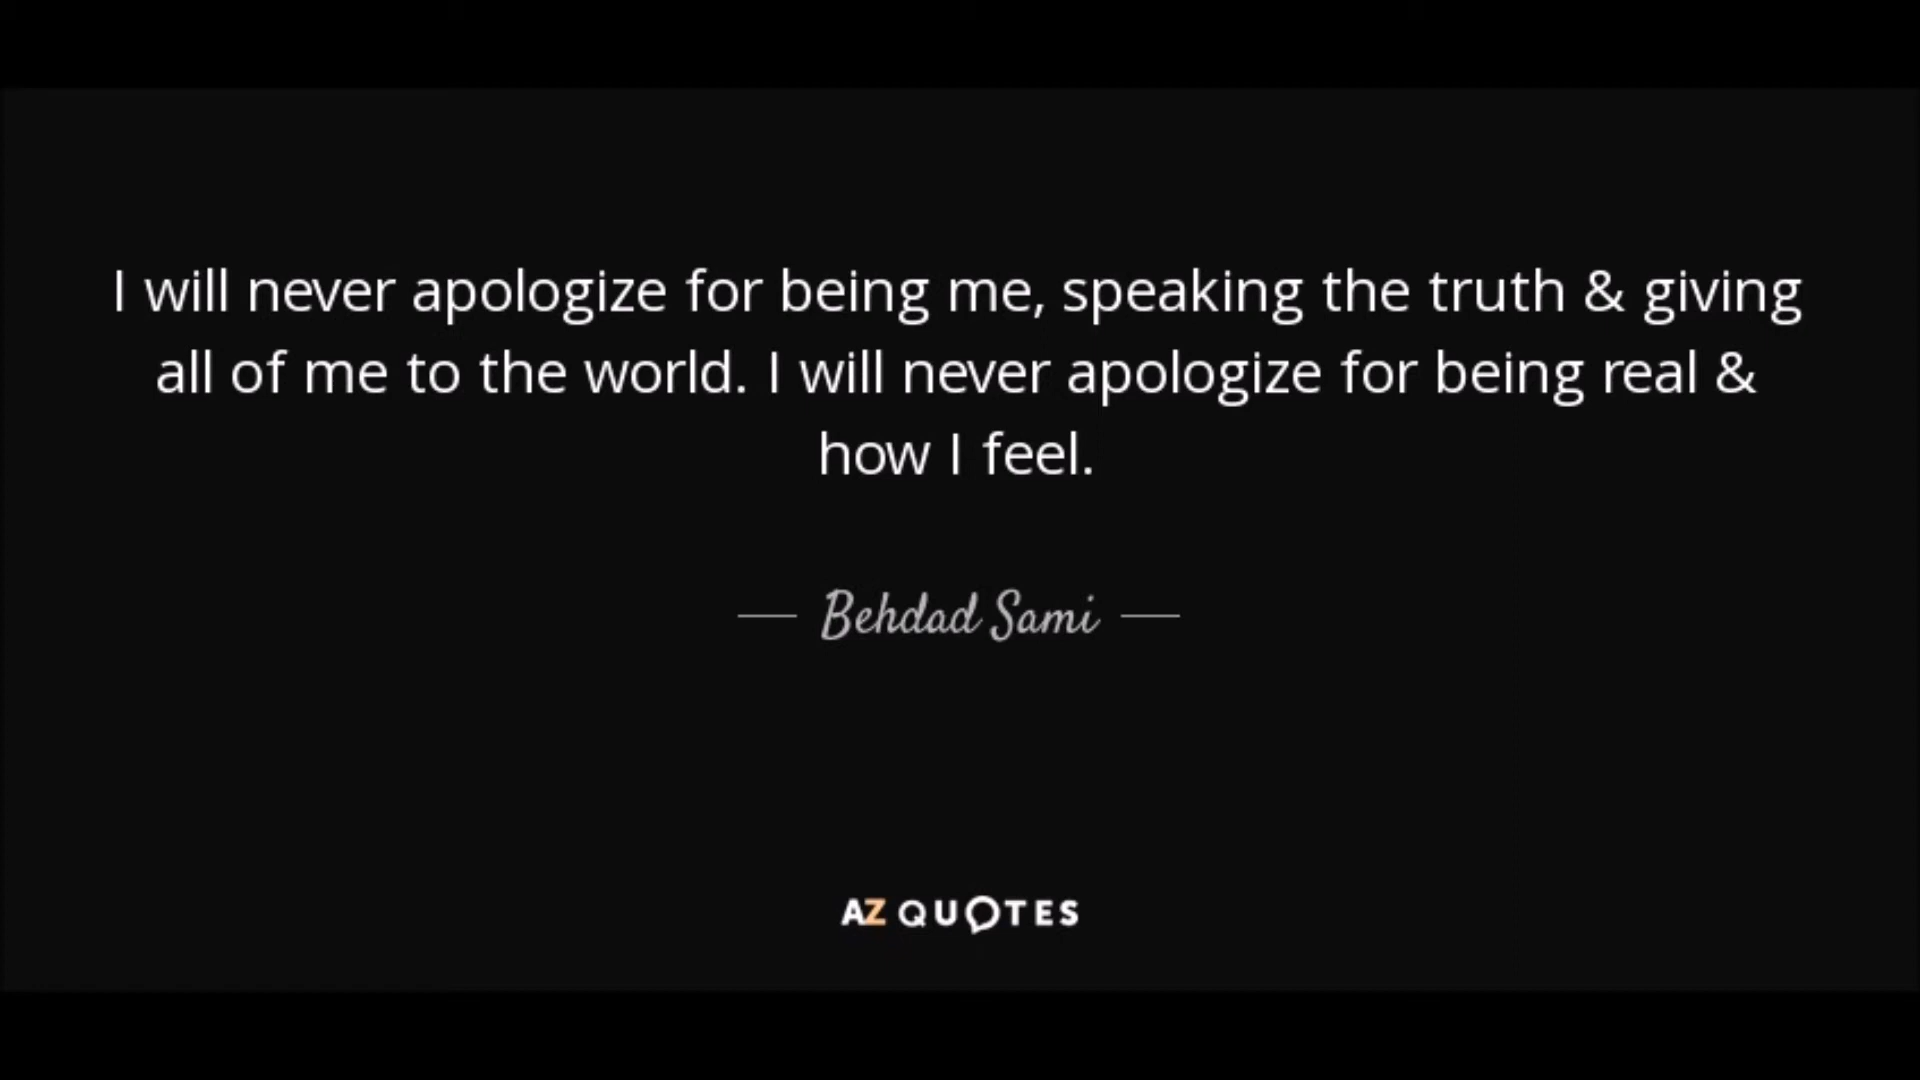 I will never apologize for being me, speaking the truth & giving
all of me to the world. I will never apologize for being real &
how I feel.
Behdad Sami
AZ QUOTES